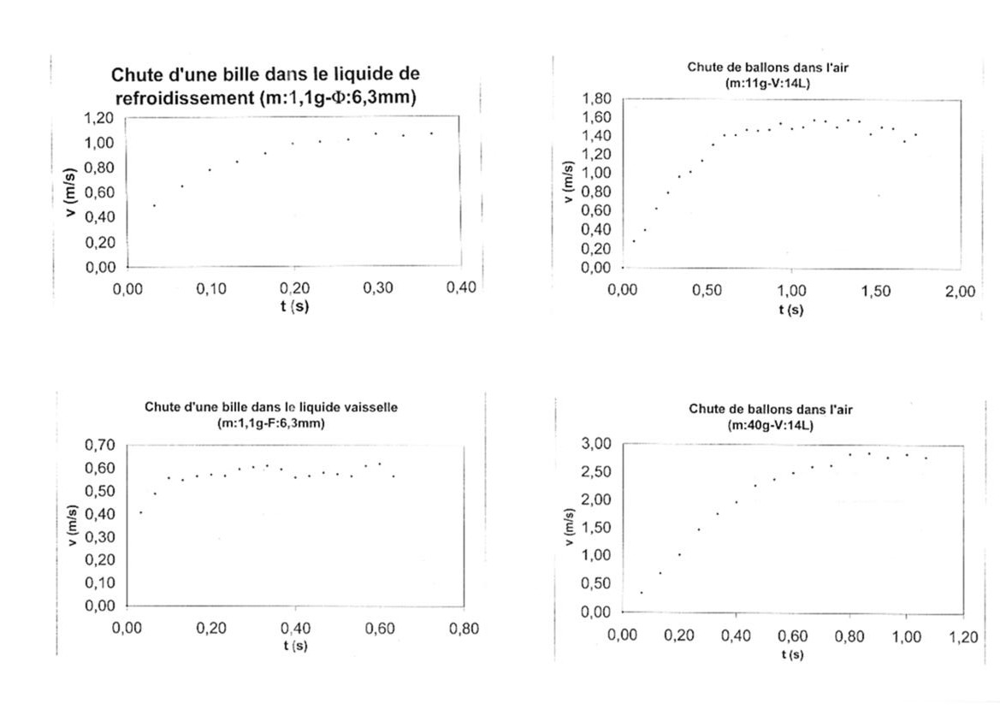 Chute d'une bille dans le liquide de
refroidissement (m:1,1g-Φ:6,3mm)
1,20
1,00
0,80
0,60
0,40
0,20
0,00
v (m/s)
0,00 0,10 0,20 0,30 0,40
t (s)
Chute de ballons dans l'air
(m:11g-V:14L)
1,80
1,60
1,40
1,20
1,00
0,80
0,60
0,40
0,20
0,00
v (m/s)
0,00 0,50 1,00 1,50 2,00
t (s)
Chute d'une bille dans le liquide vaisselle
(m:1,1g-F:6,3mm)
0,70
0,60
0,50
0,40
0,30
0,20
0,10
0,00
v (m/s)
0,00 0,20 0,40 0,60 0,80
t (s)
Chute de ballons dans l'air
(m:40g-V:14L)
3,00
2,50
2,00
1,50
1,00
0,50
0,00
v (m/s)
0,00 0,20 0,40 0,60 0,80 1,00 1,20
t (s)